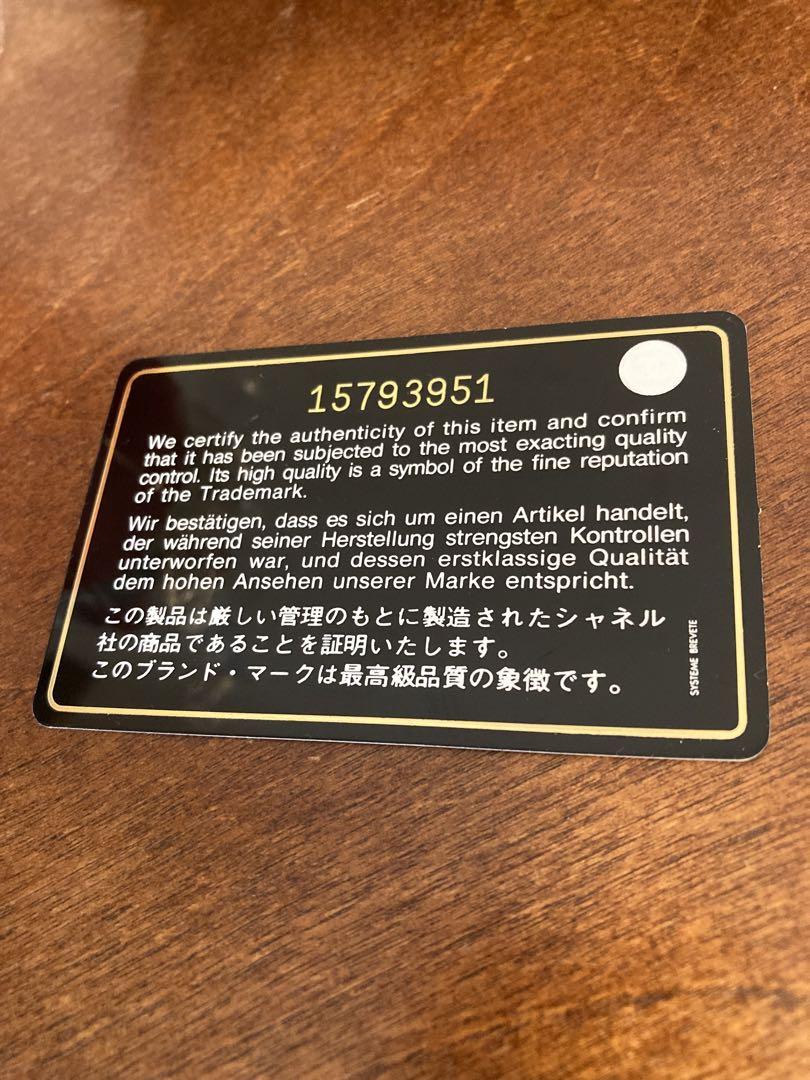 15793951
We certify the authenticity of this item and confirm
that it has been subjected to the most exacting quality
control. Its high quality is a symbol of the fine reputation
of the Trademark.
Wir bestätigen, dass es sich um einen Artikel handelt,
der während seiner Herstellung strengsten Kontrollen
unterworfen war, und dessen erstklassige Qualität
dem hohen Ansehen unserer Marke entspricht.
この製品は厳しい管理のもとに製造されたシャネル
社の商品であることを証明いたします。
このブランド・マークは最高級品質の象徴です。
SYSTEME BREVETE